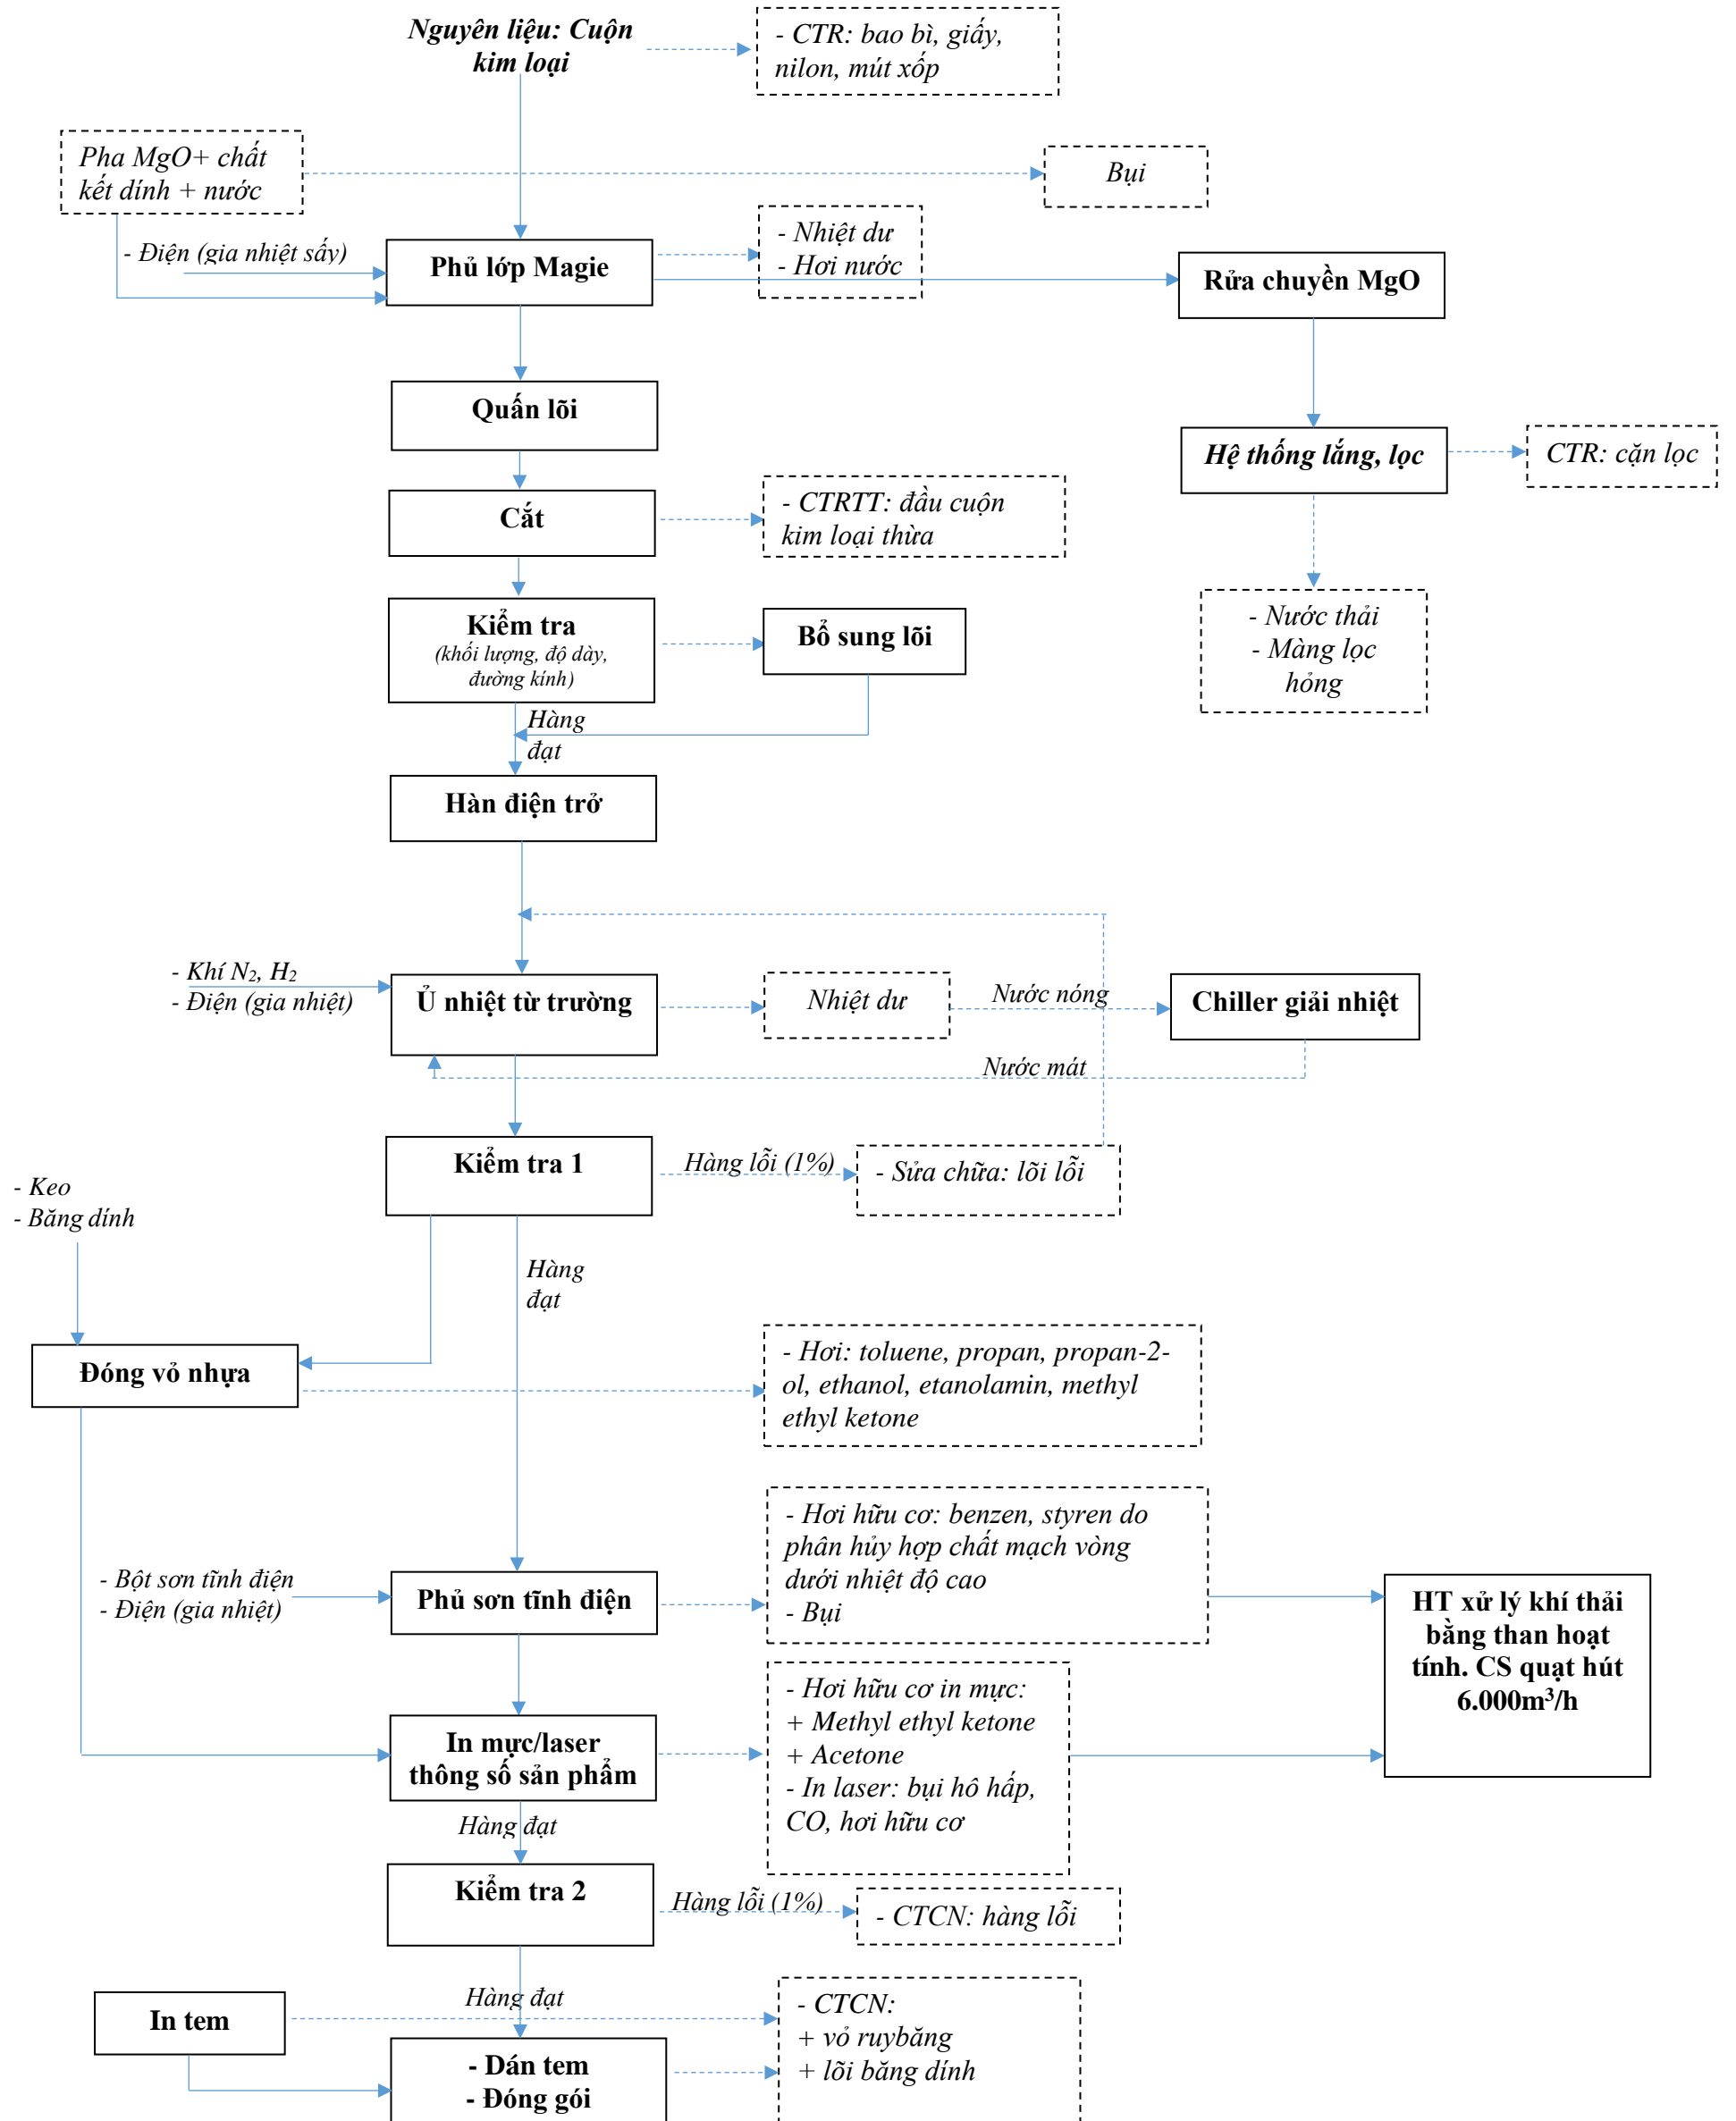 Nguyên liệu: Cuộn
kim loại
- CTR: bao bì, giấy,
nilon, mút xốp
Pha MgO+ chất
kết dính + nước
Bụi
- Điện (gia nhiệt sấy)
Phủ lớp Magie
- Nhiệt dư
- Hơi nước
Rửa chuyền MgO
Quấn lõi
Hệ thống lắng, lọc
CTR: cặn lọc
Cắt
- CTRTT: đầu cuộn
kim loại thừa
Kiểm tra
(khối lượng, độ dày,
đường kính)
Bổ sung lõi
- Nước thải
- Màng lọc
hỏng
Hàng
đạt
Hàn điện trở
- Khí N₂, H₂
- Điện (gia nhiệt)
Ủ nhiệt từ trường
Nhiệt dư
Nước nóng
Chiller giải nhiệt
Nước mát
Kiểm tra 1
Hàng lỗi (1%)
- Sửa chữa: lõi lỗi
- Keo
- Băng dính
Hàng
đạt
Đóng vỏ nhựa
- Hơi: toluene, propan, propan-2-
ol, ethanol, etanolamin, methyl
ethyl ketone
- Bột sơn tĩnh điện
- Điện (gia nhiệt)
Phủ sơn tĩnh điện
- Hơi hữu cơ: benzen, styren do
phân hủy hợp chất mạch vòng
dưới nhiệt độ cao
- Bụi
HT xử lý khí thải
bằng than hoạt
tính. CS quạt hút
6.000m³/h
In mực/laser
thông số sản phẩm
- Hơi hữu cơ in mực:
+ Methyl ethyl ketone
+ Acetone
- In laser: bụi hô hấp,
CO, hơi hữu cơ
Hàng đạt
Kiểm tra 2
Hàng lỗi (1%)
- CTCN: hàng lỗi
In tem
Hàng đạt
- CTCN:
+ vỏ ruybăng
+ lõi băng dính
- Dán tem
- Đóng gói